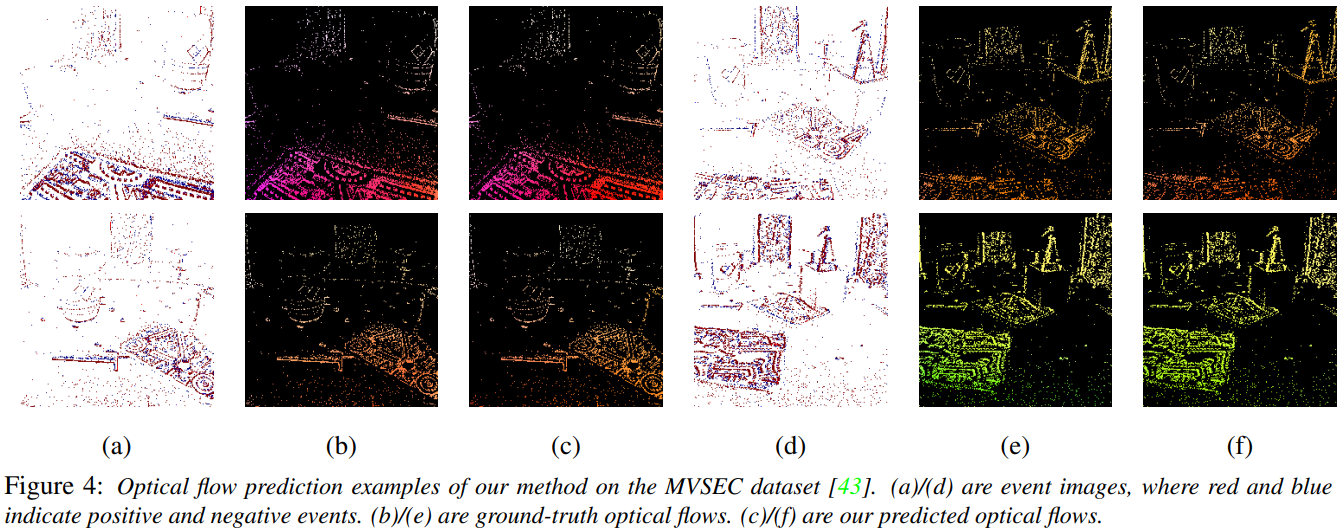 (a) (b) (c) (d) (e) (f)
Figure 4: Optical flow prediction examples of our method on the MVSEC dataset [43]. (a)/(d) are event images, where red and blue
indicate positive and negative events. (b)/(e) are ground-truth optical flows. (c)/(f) are our predicted optical flows.